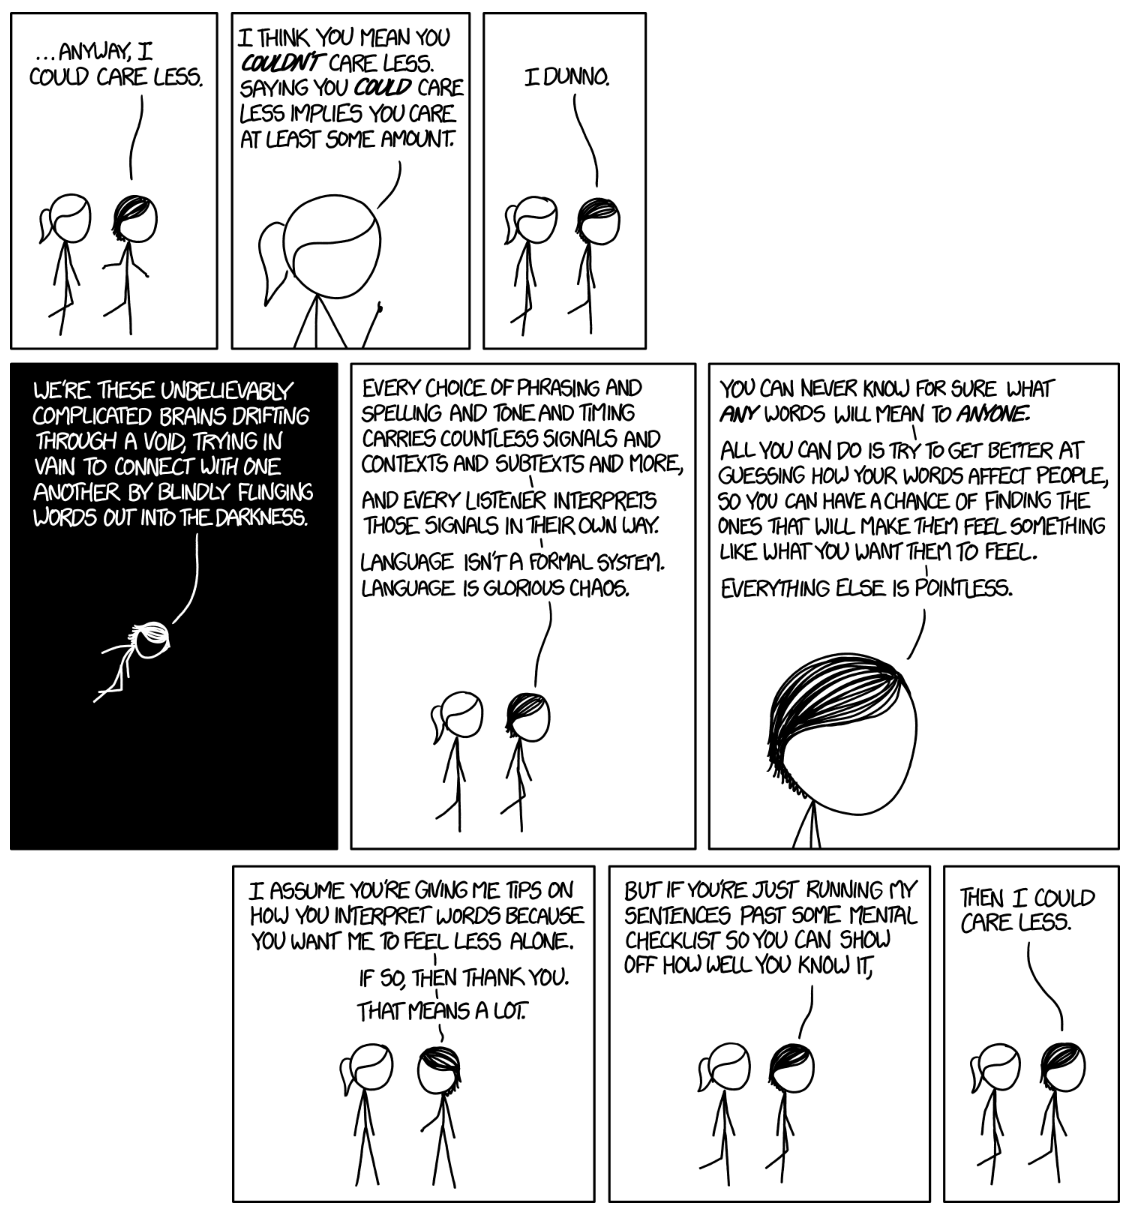 ...ANYWAY, I
COULD CARE LESS.
I THINK YOU MEAN YOU
COULDN'T CARE LESS.
SAYING YOU COULD CARE
LESS IMPLIES YOU CARE
AT LEAST SOME AMOUNT.
I DUNNO.
WE'RE THESE UNBELIEVABLY
COMPLICATED BRAINS DRIFTING
THROUGH A VOID, TRYING IN
VAIN TO CONNECT WITH ONE
ANOTHER BY BLINDLY FLINGING
WORDS OUT INTO THE DARKNESS.
EVERY CHOICE OF PHRASING AND
SPELLING AND TONE AND TIMING
CARRIES COUNTLESS SIGNALS AND
CONTEXTS AND SUBTEXTS AND MORE,
AND EVERY LISTENER INTERPRETS
THOSE SIGNALS IN THEIR OWN WAY.
LANGUAGE ISN'T A FORMAL SYSTEM.
LANGUAGE IS GLORIOUS CHAOS.
YOU CAN NEVER KNOW FOR SURE WHAT
ANY WORDS WILL MEAN TO ANYONE.
ALL YOU CAN DO IS TRY TO GET BETTER AT
GUESSING HOW YOUR WORDS AFFECT PEOPLE,
SO YOU CAN HAVE A CHANCE OF FINDING THE
ONES THAT WILL MAKE THEM FEEL SOMETHING
LIKE WHAT YOU WANT THEM TO FEEL.
EVERYTHING ELSE IS POINTLESS.
I ASSUME YOU'RE GIVING ME TIPS ON
HOW YOU INTERPRET WORDS BECAUSE
YOU WANT ME TO FEEL LESS ALONE.
IF SO, THEN THANK YOU.
THAT MEANS A LOT.
BUT IF YOU'RE JUST RUNNING MY
SENTENCES PAST SOME MENTAL
CHECKLIST SO YOU CAN SHOW
OFF HOW WELL YOU KNOW IT,
THEN I COULD
CARE LESS.